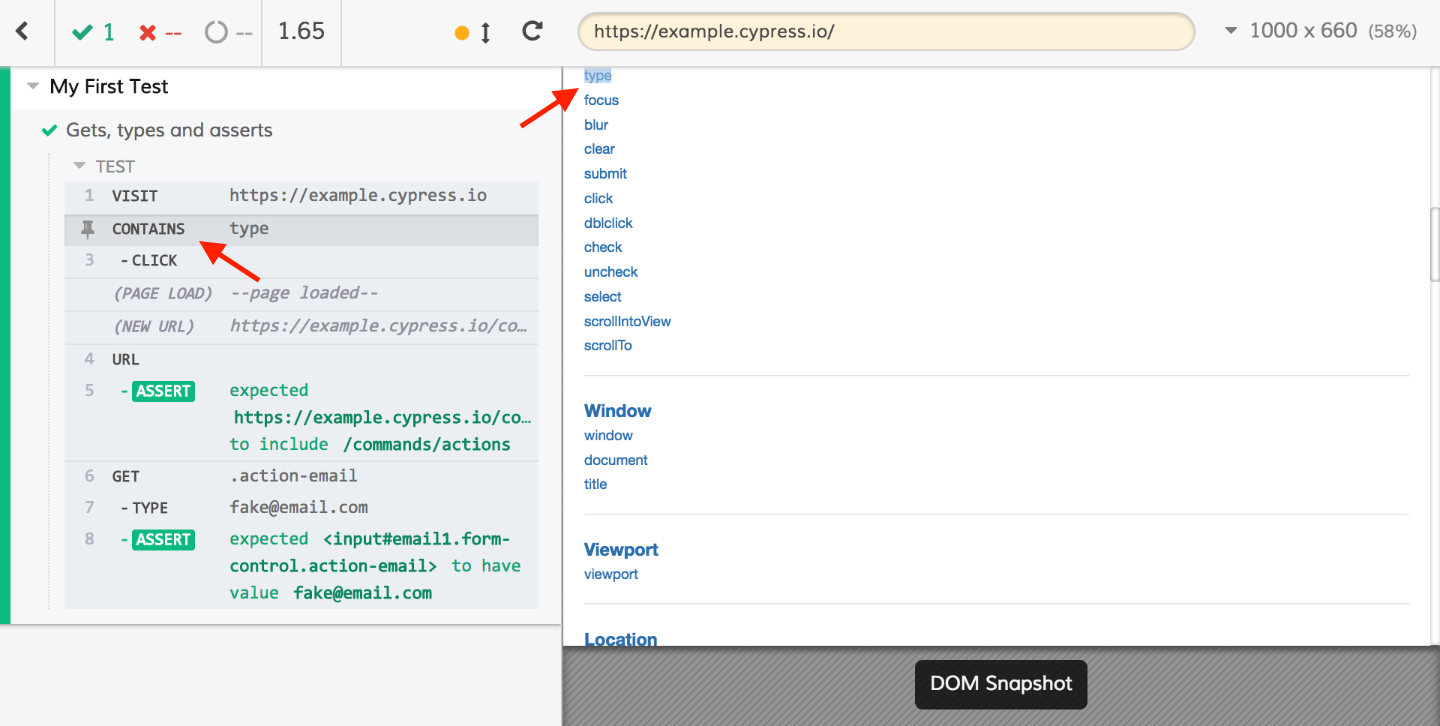 1 -- -- 1.65 https://example.cypress.io/ 1000 x 660 (58%)
My First Test
Gets, types and asserts
TEST
1 VISIT https://example.cypress.io
CONTAINS type
3 - CLICK
(PAGE LOAD) --page loaded--
(NEW URL) https://example.cypress.io/co…
4 URL
5 - ASSERT expected
https://example.cypress.io/co…
to include /commands/actions
6 GET .action-email
7 - TYPE fake@email.com
8 - ASSERT expected <input#email1.form-
control.action-email> to have
value fake@email.com
type
focus
blur
clear
submit
click
dblclick
check
uncheck
select
scrollIntoView
scrollTo
Window
window
document
title
Viewport
viewport
Location
DOM Snapshot